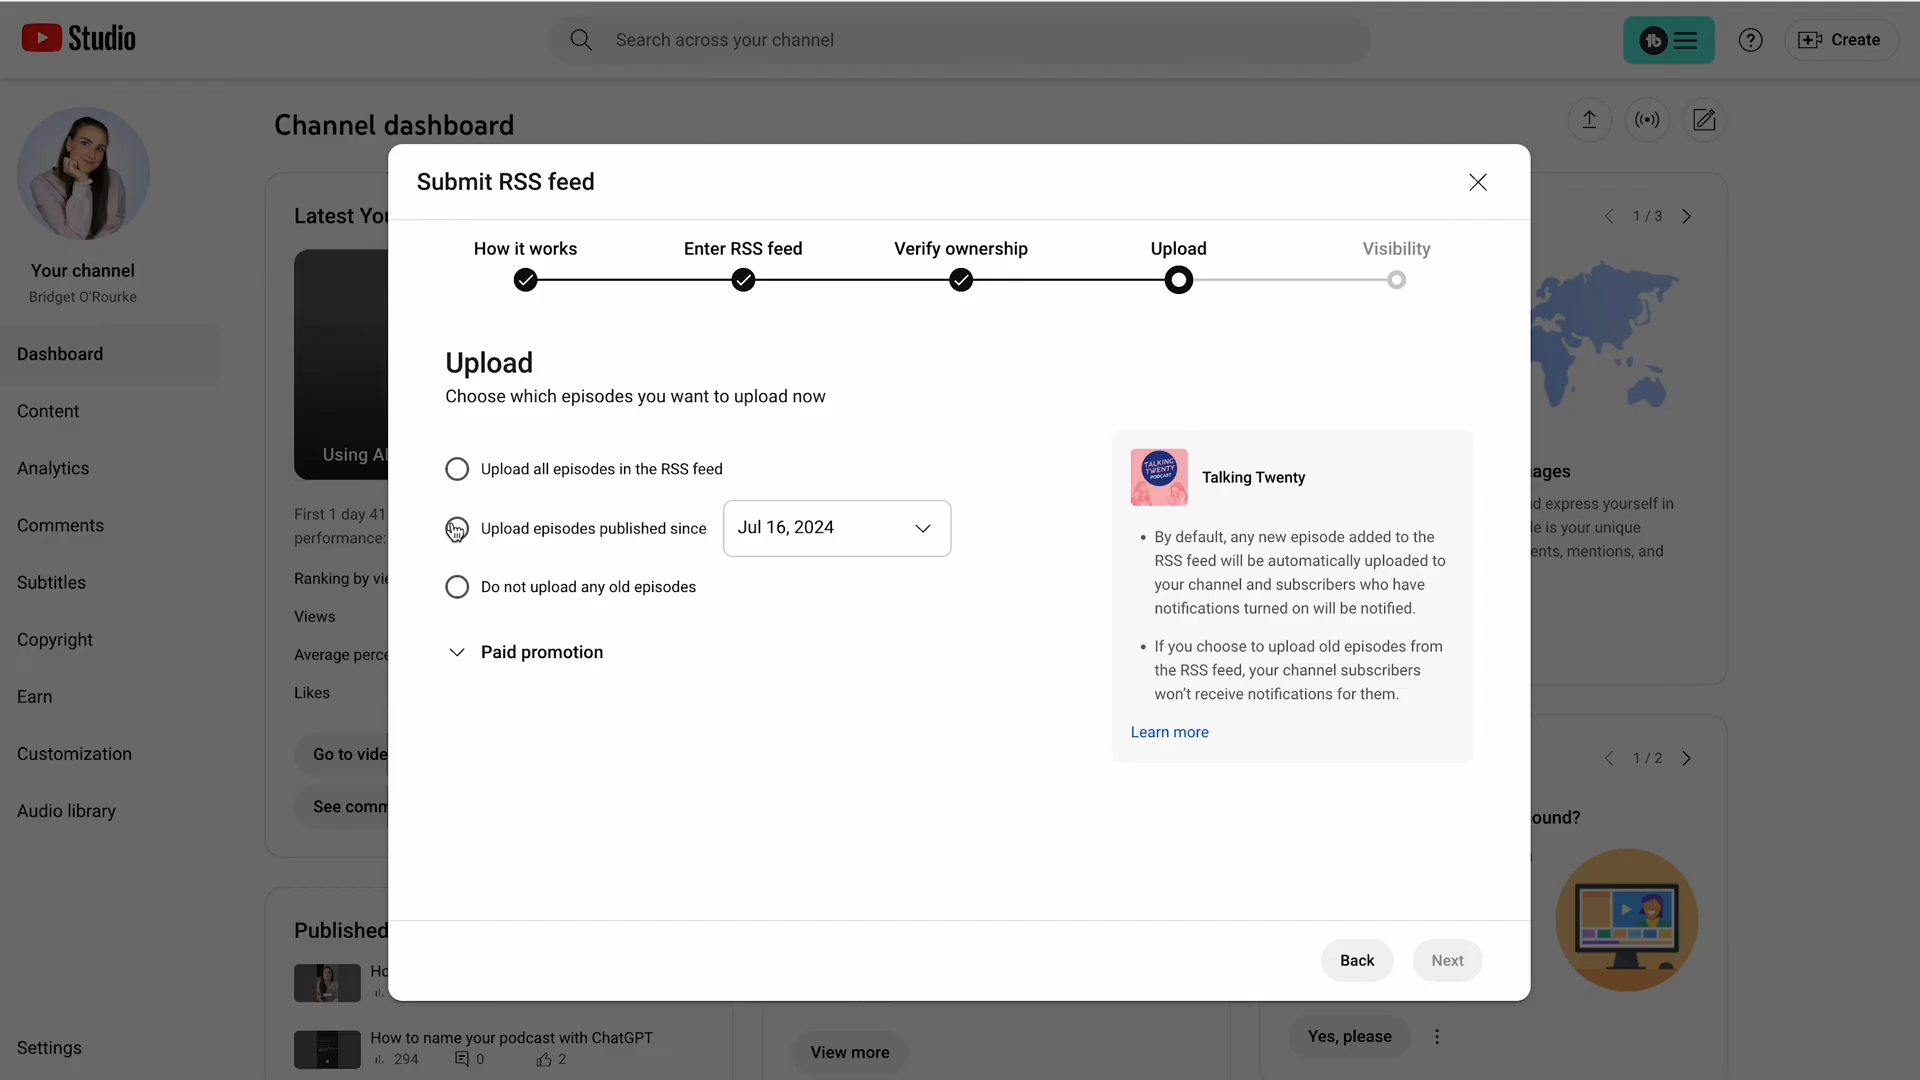 Studio
Search across your channel
Create
Channel dashboard
Your channel
Bridget O'Rourke
Dashboard
Content
Analytics
Comments
Subtitles
Copyright
Earn
Customization
Audio library
Settings
Latest You
Using AI
First 1 day 41
performance:
Ranking by vie
Views
Average perce
Likes
Go to vide
See comm
Published
Ho
How to name your podcast with ChatGPT
294
0
2
Submit RSS feed
How it works
Enter RSS feed
Verify ownership
Upload
Visibility
Upload
Choose which episodes you want to upload now
Upload all episodes in the RSS feed
Upload episodes published since
Jul 16, 2024
Do not upload any old episodes
Paid promotion
TALKING
TWENTY
PODCAST
Talking Twenty
• By default, any new episode added to the
RSS feed will be automatically uploaded to
your channel and subscribers who have
notifications turned on will be notified.
• If you choose to upload old episodes from
the RSS feed, your channel subscribers
won't receive notifications for them.
Learn more
Back
Next
View more
1 / 3
ages
d express yourself in
le is your unique
ents, mentions, and
1 / 2
ound?
Yes, please